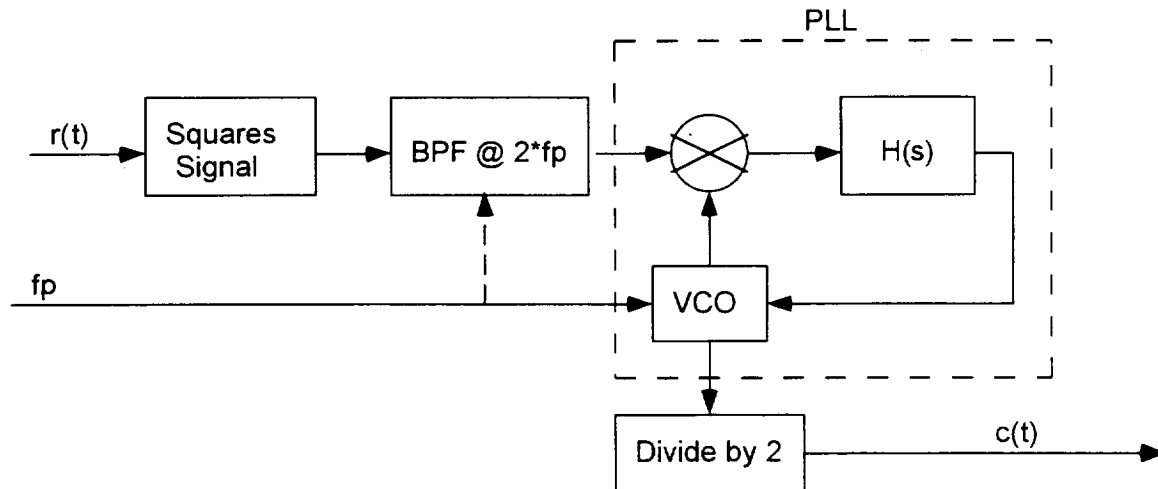 PLL
r(t)
Squares
Signal
BPF @ 2*fp
H(s)
fp
VCO
Divide by 2
c(t)